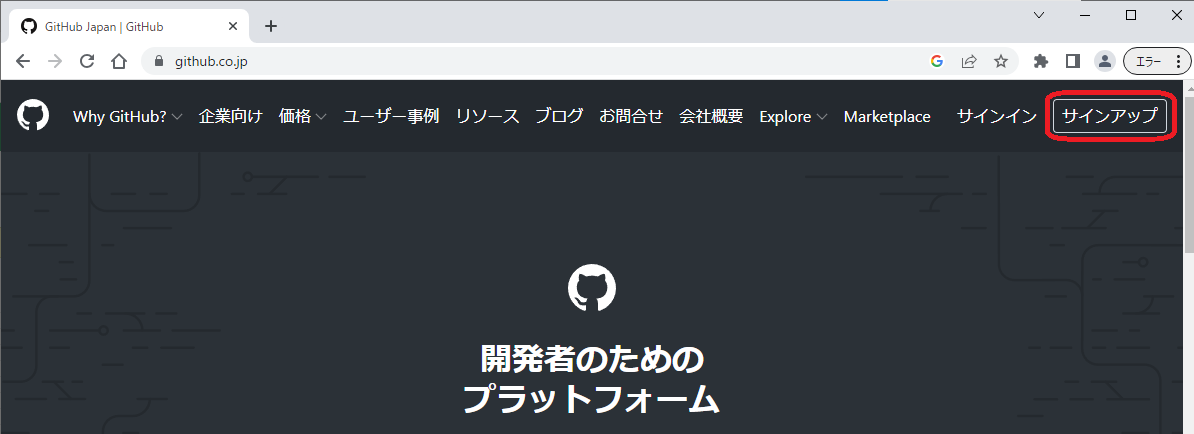 GitHub Japan | GitHub
github.co.jp
エラー
Why GitHub? 企業向け 価格 ユーザー事例 リソース ブログ お問合せ 会社概要 Explore Marketplace サインイン サインアップ
開発者のための
プラットフォーム